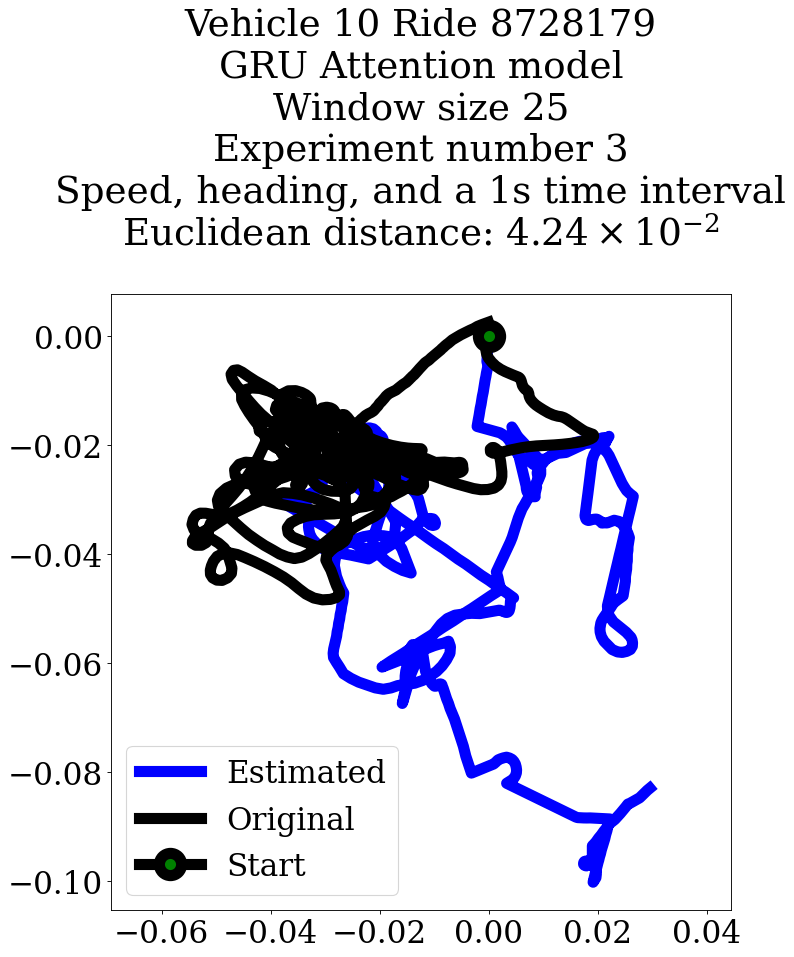 Vehicle 10 Ride 8728179
GRU Attention model
Window size 25
Experiment number 3
Speed, heading, and a 1s time interval
Euclidean distance: 4.24 × 10⁻²
0.00
−0.02
−0.04
−0.06
−0.08
−0.10
Estimated
Original
Start
−0.06 −0.04 −0.02 0.00 0.02 0.04